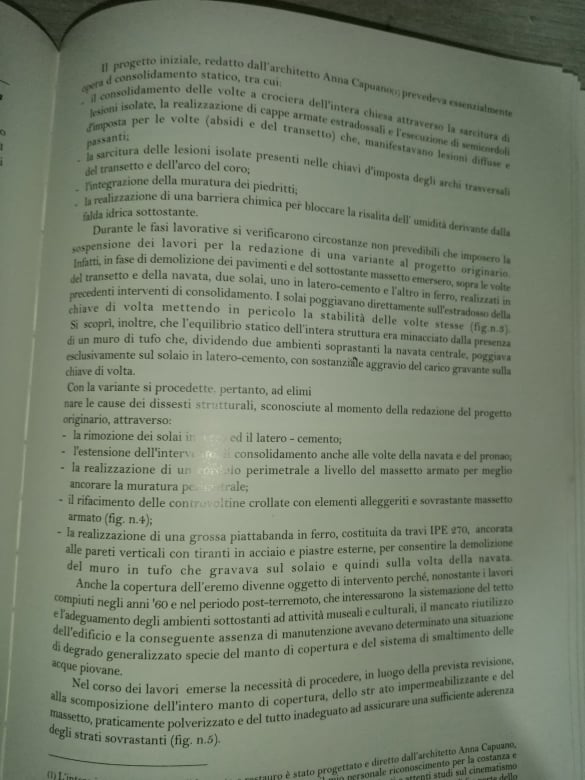 Il progetto iniziale, redatto dall'architetto Anna Capuano(1), prevedeva essenzialmente
opera d consolidamento statico, tra cui:
- il consolidamento delle volte a crociera dell'intera chiesa attraverso la sarcitura di
lesioni isolate, la realizzazione di cappe armate estradossali e l'esecuzione di semicordoli
d'imposta per le volte (absidi e del transetto) che, manifestavano lesioni diffuse e
passanti;
- la sarcitura delle lesioni isolate presenti nelle chiavi d'imposta degli archi trasversali
del transetto e dell'arco del coro;
- l'integrazione della muratura dei piedritti;
- la realizzazione di una barriera chimica per bloccare la risalita dell' umidità derivante dalla
falda idrica sottostante.
Durante le fasi lavorative si verificarono circostanze non prevedibili che imposero la
sospensione dei lavori per la redazione di una variante al progetto originario.
Infatti, in fase di demolizione dei pavimenti e del sottostante massetto emersero, sopra le volte
del transetto e della navata, due solai, uno in latero-cemento e l'altro in ferro, realizzati in
precedenti interventi di consolidamento. I solai poggiavano direttamente sull'estradosso della
chiave di volta mettendo in pericolo la stabilità delle volte stesse (fig.n.3).
Si scoprì, inoltre, che l'equilibrio statico dell'intera struttura era minacciato dalla presenza
di un muro di tufo che, dividendo due ambienti soprastanti la navata centrale, poggiava
esclusivamente sul solaio in latero-cemento, con sostanziale aggravio del carico gravante sulla
chiave di volta.
Con la variante si procedette, pertanto, ad elimi
nare le cause dei dissesti strutturali, sconosciute al momento della redazione del progetto
originario, attraverso:
- la rimozione dei solai in ed il latero - cemento;
- l'estensione dell'intervento di consolidamento anche alle volte della navata e del pronao;
- la realizzazione di un cordolo perimetrale a livello del massetto armato per meglio
ancorare la muratura perimetrale;
- il rifacimento delle controvoltine crollate con elementi alleggeriti e sovrastante massetto
armato (fig. n.4);
- la realizzazione di una grossa piattabanda in ferro, costituita da travi IPE 270, ancorata
alle pareti verticali con tiranti in acciaio e piastre esterne, per consentire la demolizione
del muro in tufo che gravava sul solaio e quindi sulla volta della navata.
Anche la copertura dell'eremo divenne oggetto di intervento perché, nonostante i lavori
compiuti negli anni '60 e nel periodo post-terremoto, che interessarono la sistemazione del tetto
e l'adeguamento degli ambienti sottostanti ad attività museali e culturali, il mancato riutilizzo
dell'edificio e la conseguente assenza di manutenzione avevano determinato una situazione
di degrado generalizzato specie del manto di copertura e del sistema di smaltimento delle
acque piovane.
Nel corso dei lavori emerse la necessità di procedere, in luogo della prevista revisione,
alla scomposizione dell'intero manto di copertura, dello str ato impermeabilizzante e del
massetto, praticamente polverizzato e del tutto inadeguato ad assicurare una sufficiente aderenza
degli strati sovrastanti (fig. n.5).
restauro è stato progettato e diretto dall'architetto Anna Capuano,
personale riconoscimento per la costanza e
attenti studi sul cinematismo